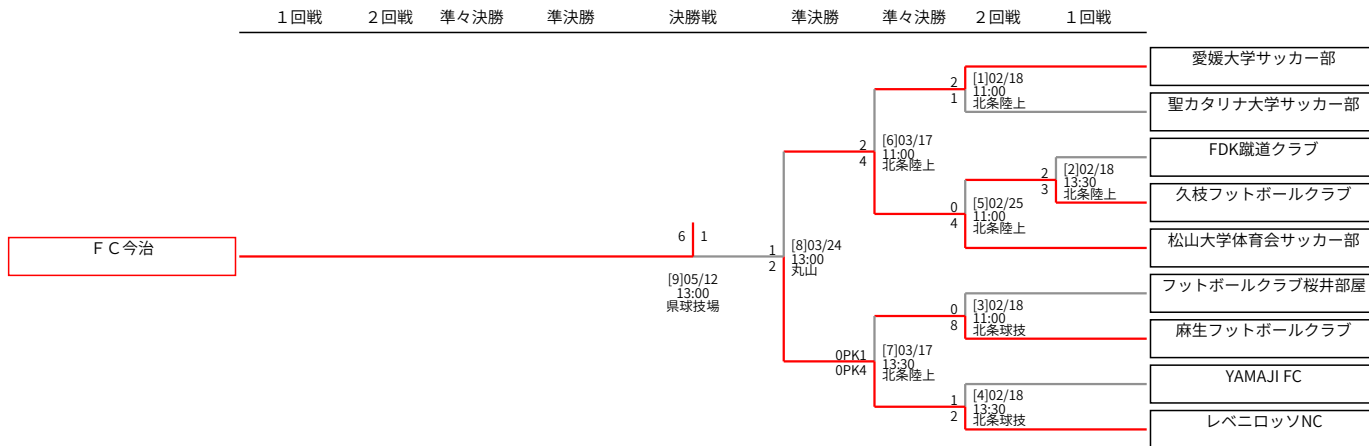 １回戦 ２回戦 準々決勝 準決勝 決勝戦 準決勝 準々決勝 ２回戦 １回戦
愛媛大学サッカー部
2
1
[1]02/18
11:00
北条陸上
聖カタリナ大学サッカー部
2
4
[6]03/17
11:00
北条陸上
FDK蹴道クラブ
2
3
[2]02/18
13:30
北条陸上
久枝フットボールクラブ
0
4
[5]02/25
11:00
北条陸上
松山大学体育会サッカー部
ＦＣ今治
6 1
[9]05/12
13:00
県球技場
1
2
[8]03/24
13:00
丸山
フットボールクラブ桜井部屋
0
8
[3]02/18
11:00
北条球技
麻生フットボールクラブ
0PK1
0PK4
[7]03/17
13:30
北条陸上
YAMAJI FC
1
2
[4]02/18
13:30
北条球技
レベニロッソNC